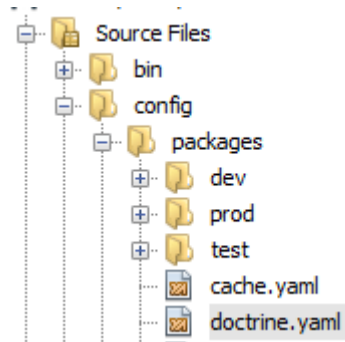 Source Files
bin
config
packages
dev
prod
test
cache.yaml
doctrine.yaml